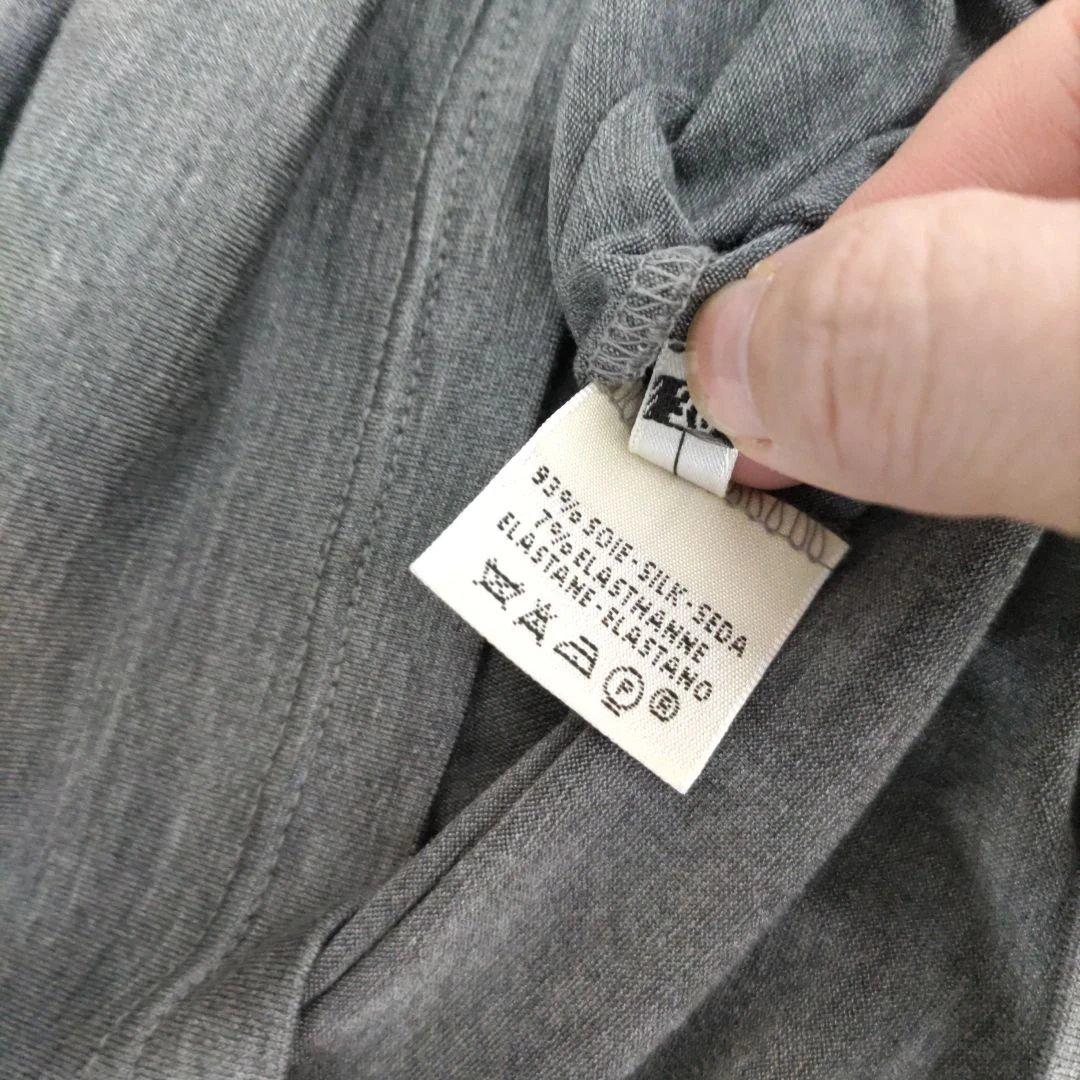 93% SOIE·SILK·SEDA
7% ELASTHANNE
ELASTANE-ELASTANO
P